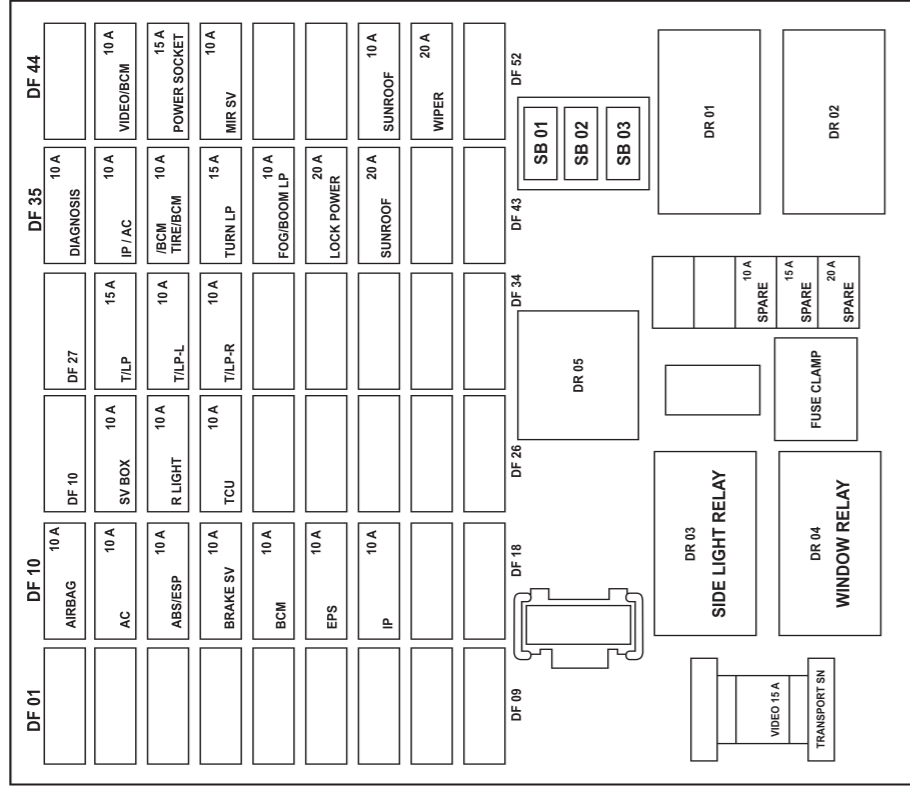 DF 01
DF 09
DF 10
10 A
AIRBAG
10 A
AC
10 A
ABS/ESP
10 A
BRAKE SV
10 A
BCM
10 A
EPS
10 A
IP
DF 18
DF 10
10 A
SV BOX
10 A
R LIGHT
10 A
TCU
DF 26
DF 27
15 A
T/LP
10 A
T/LP-L
10 A
T/LP-R
DF 34
DF 35
10 A
DIAGNOSIS
10 A
IP / AC
10 A
/BCM
TIRE/BCM
15 A
TURN LP
10 A
FOG/BOOM LP
20 A
LOCK POWER
20 A
SUNROOF
DF 43
DF 44
10 A
VIDEO/BCM
15 A
POWER SOCKET
10 A
MIR SV
10 A
SUNROOF
20 A
WIPER
DF 52
SB 01
SB 02
SB 03
DR 05
VIDEO 15 A
TRANSPORT SN
DR 03
SIDE LIGHT RELAY
DR 04
WINDOW RELAY
FUSE CLAMP
10 A
SPARE
15 A
SPARE
20 A
SPARE
DR 01
DR 02